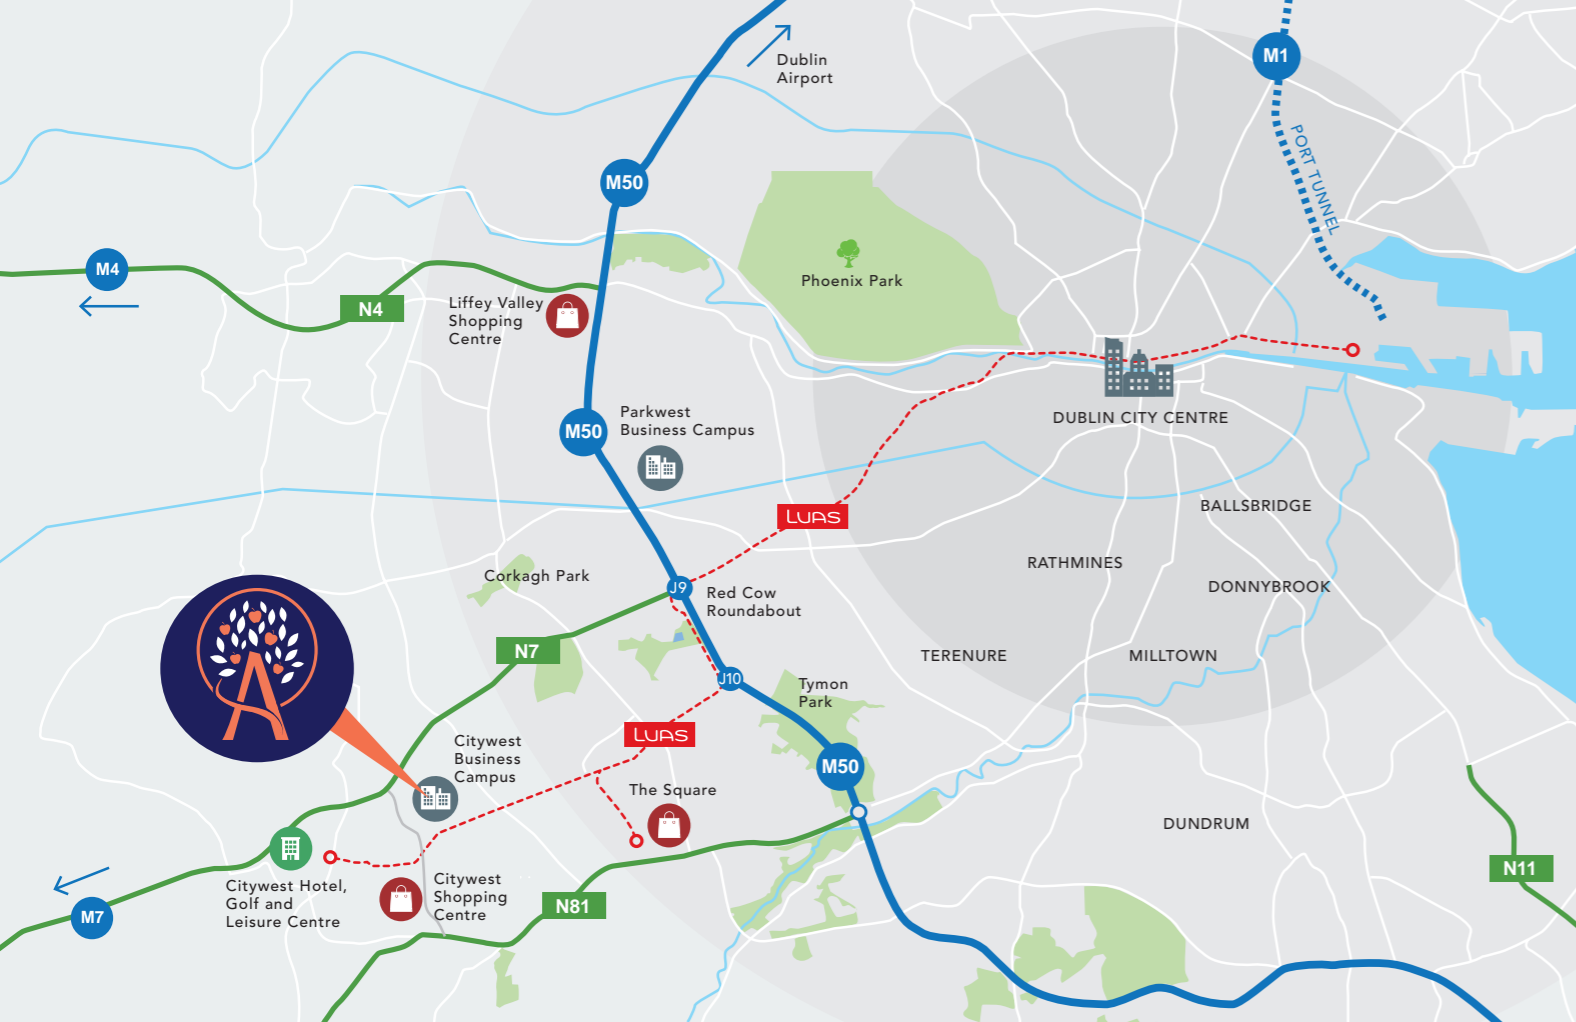 M1
Dublin
Airport
PORT TUNNEL
M50
M4
N4
Liffey Valley
Shopping
Centre
Phoenix Park
Parkwest
Business Campus
M50
DUBLIN CITY CENTRE
LUAS
BALLSBRIDGE
RATHMINES
DONNYBROOK
Corkagh Park
J9
Red Cow
Roundabout
N7
TERENURE
MILLTOWN
J10
Tymon
Park
A
LUAS
Citywest
Business
Campus
M50
The Square
DUNDRUM
N11
Citywest Hotel,
Golf and
Leisure Centre
Citywest
Shopping
Centre
N81
M7